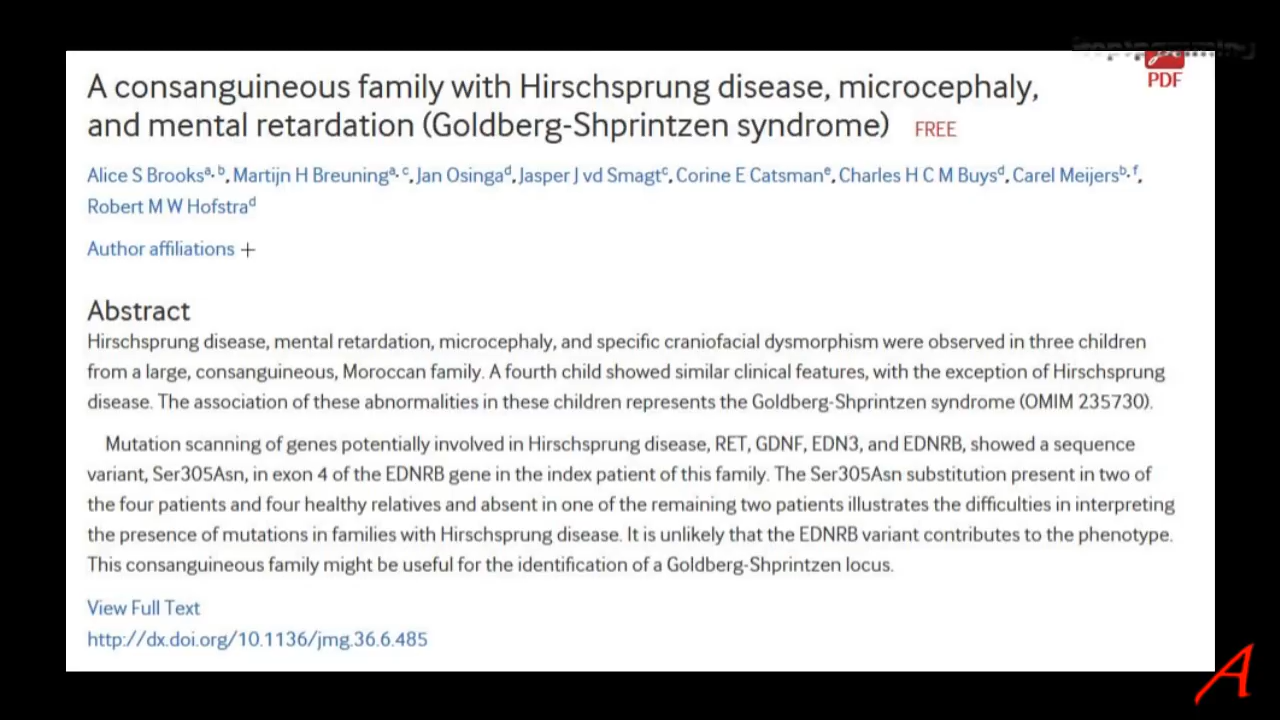 PDF
A consanguineous family with Hirschsprung disease, microcephaly,
and mental retardation (Goldberg-Shprintzen syndrome) FREE
Alice S Brooksa, b, Martijn H Breuninga, c, Jan Osingad, Jasper J vd Smagtc, Corine E Catsmane, Charles H C M Buysd, Carel Meijersb, f,
Robert M W Hofstrad
Author affiliations +
Abstract
Hirschsprung disease, mental retardation, microcephaly, and specific craniofacial dysmorphism were observed in three children
from a large, consanguineous, Moroccan family. A fourth child showed similar clinical features, with the exception of Hirschsprung
disease. The association of these abnormalities in these children represents the Goldberg-Shprintzen syndrome (OMIM 235730).
Mutation scanning of genes potentially involved in Hirschsprung disease, RET, GDNF, EDN3, and EDNRB, showed a sequence
variant, Ser305Asn, in exon 4 of the EDNRB gene in the index patient of this family. The Ser305Asn substitution present in two of
the four patients and four healthy relatives and absent in one of the remaining two patients illustrates the difficulties in interpreting
the presence of mutations in families with Hirschsprung disease. It is unlikely that the EDNRB variant contributes to the phenotype.
This consanguineous family might be useful for the identification of a Goldberg-Shprintzen locus.
View Full Text
http://dx.doi.org/10.1136/jmg.36.6.485
A